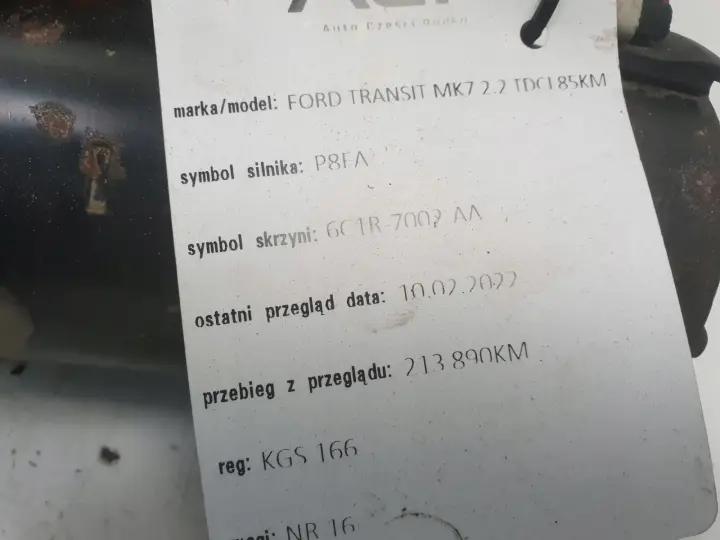 Auto Części
marka/model: FORD TRANSIT MK7 2.2 TDCI 85KM
symbol silnika: P8FA
symbol skrzyni: 6C1R-7002 AA
ostatni przegląd data: 10.02.2022
przebieg z przeglądu: 213 890KM
reg: KGS 166
NR 16